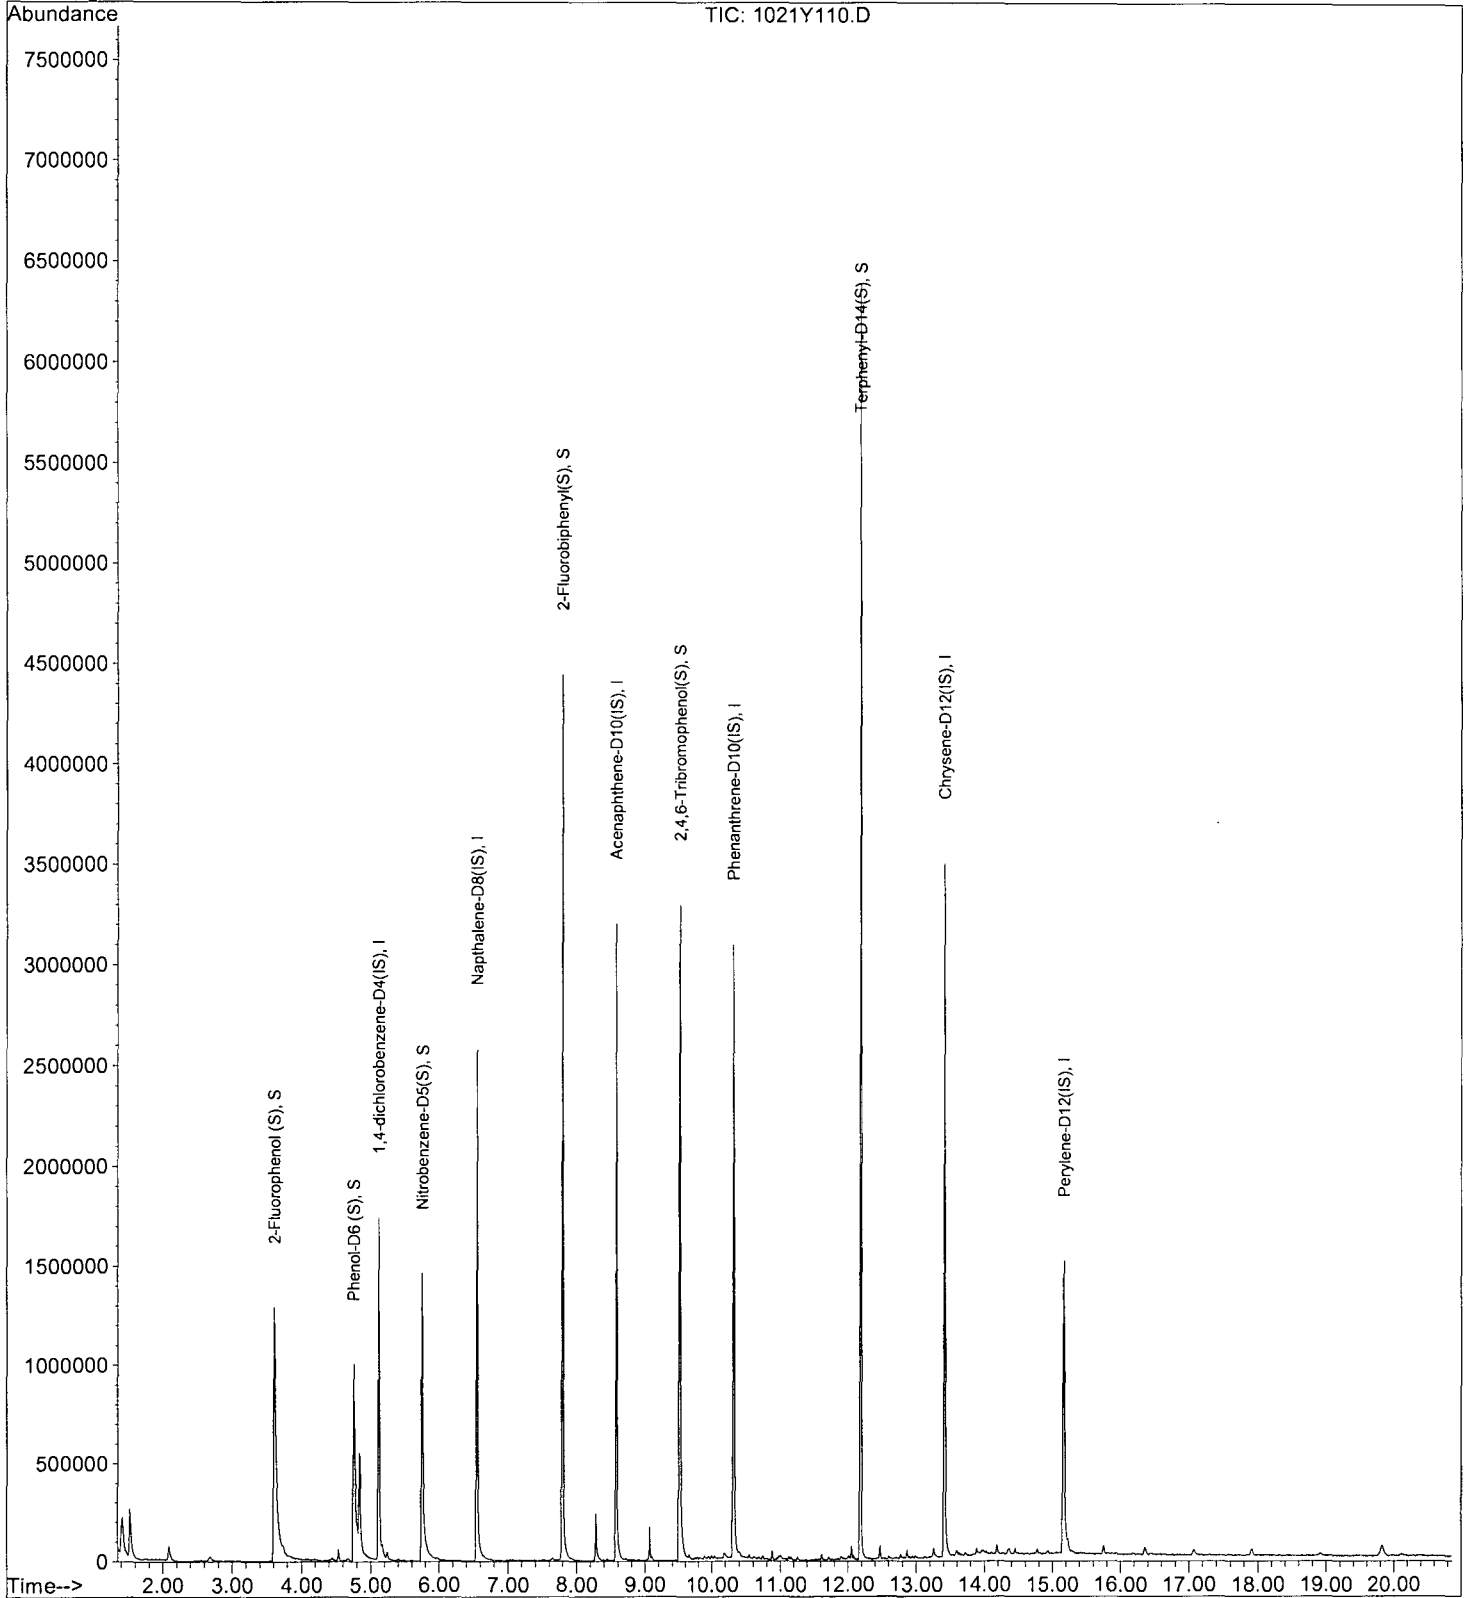 Abundance
TIC: 1021Y110.D
7500000
7000000
6500000
6000000
5500000
5000000
4500000
4000000
3500000
3000000
2500000
2000000
1500000
1000000
500000
0
2-Fluorophenol (S), S
Phenol-D6 (S), S
1,4-dichlorobenzene-D4(IS), I
Nitrobenzene-D5(S), S
Napthalene-D8(IS), I
2-Fluorobiphenyl(S), S
Acenaphthene-D10(IS), I
2,4,6-Tribromophenol(S), S
Phenanthrene-D10(IS), I
Terphenyl-D14(S), S
Chrysene-D12(IS), I
Perylene-D12(IS), I
Time--> 2.00 3.00 4.00 5.00 6.00 7.00 8.00 9.00 10.00 11.00 12.00 13.00 14.00 15.00 16.00 17.00 18.00 19.00 20.00